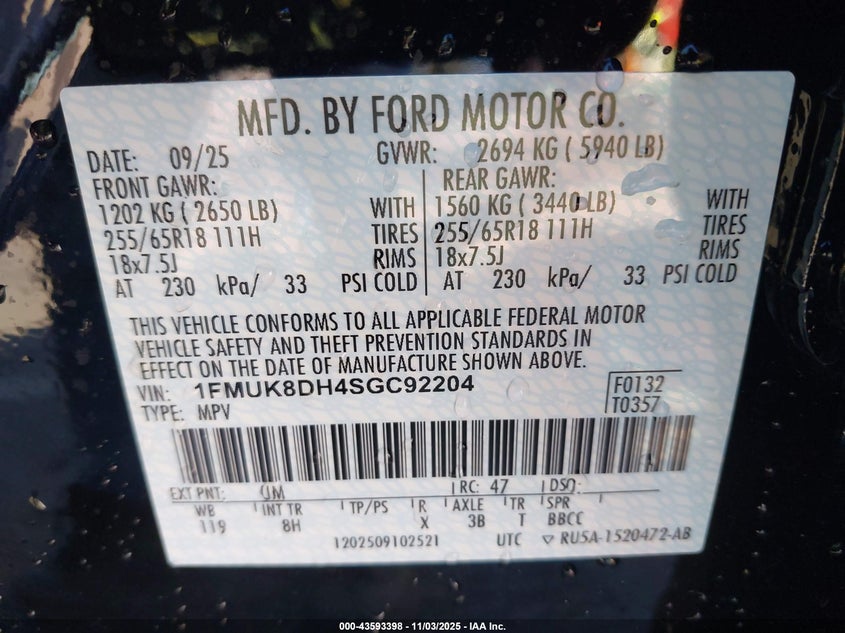 MFD. BY FORD MOTOR CO.
DATE: 09/25 GVWR: 2694 KG ( 5940 LB)
FRONT GAWR: REAR GAWR:
1202 KG ( 2650 LB) WITH 1560 KG ( 3440 LB) WITH
255/65R18 111H TIRES 255/65R18 111H TIRES
18x7.5J RIMS 18x7.5J RIMS
AT 230 kPa/ 33 PSI COLD AT 230 kPa/ 33 PSI COLD
THIS VEHICLE CONFORMS TO ALL APPLICABLE FEDERAL MOTOR
VEHICLE SAFETY AND THEFT PREVENTION STANDARDS IN
EFFECT ON THE DATE OF MANUFACTURE SHOWN ABOVE.
VIN: 1FMUK8DH4SGC92204 F0132
TYPE: MPV T0357
EXT PNT: UM RC: 47 DSO:
WB INT TR TP/PS R AXLE TR SPR
119 8H X 3B T BBCC
1202509102521 UTC ▽ RU5A-1520472-AB
000-43593398 - 11/03/2025 - IAA Inc.